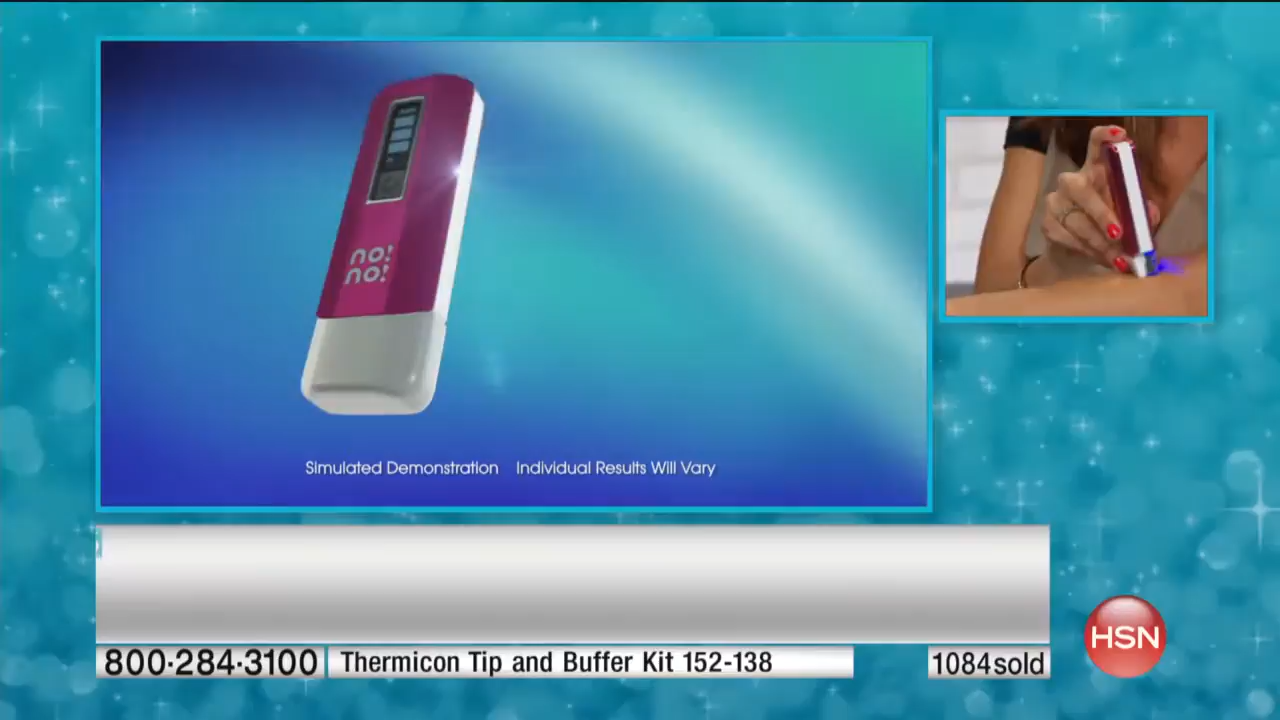 no!
no!
Simulated Demonstration Individual Results Will Vary
HSN
800·284·3100 Thermicon Tip and Buffer Kit 152-138 1084sold